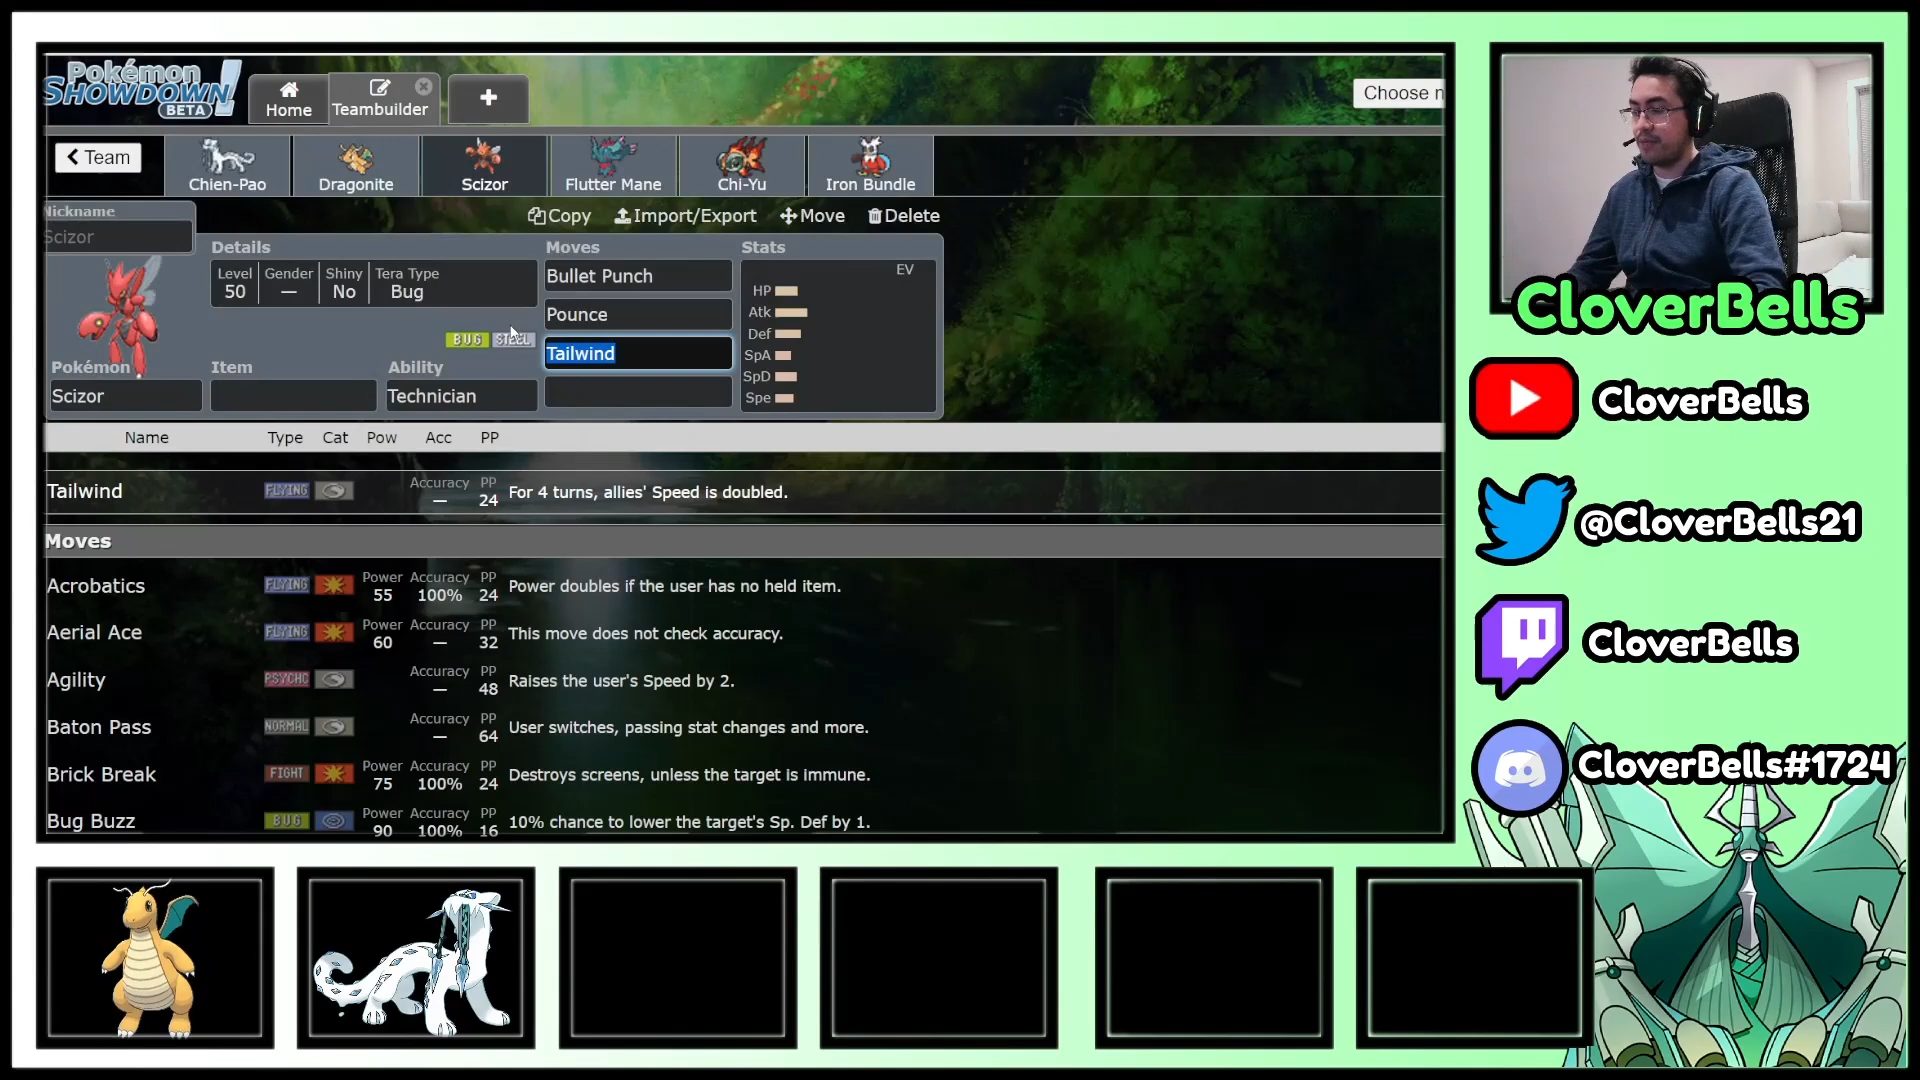 Pokémon
SHOWDOWN!
BETA
Home
Teambuilder
Choose n
Team
Chien-Pao
Dragonite
Scizor
Flutter Mane
Chi-Yu
Iron Bundle
Copy
Import/Export
Move
Delete
Nickname
Scizor
Details
Level
50
Gender
—
Shiny
No
Tera Type
Bug
BUG
STEEL
Pokémon
Scizor
Item
Ability
Technician
Moves
Bullet Punch
Pounce
Tailwind
Stats
EV
HP
Atk
Def
SpA
SpD
Spe
Name Type Cat Pow Acc PP
Tailwind FLYING Accuracy — PP 24 For 4 turns, allies' Speed is doubled.
Moves
Acrobatics FLYING Power 55 Accuracy 100% PP 24 Power doubles if the user has no held item.
Aerial Ace FLYING Power 60 Accuracy — PP 32 This move does not check accuracy.
Agility PSYCHC Accuracy — PP 48 Raises the user's Speed by 2.
Baton Pass NORMAL Accuracy — PP 64 User switches, passing stat changes and more.
Brick Break FIGHT Power 75 Accuracy 100% PP 24 Destroys screens, unless the target is immune.
Bug Buzz BUG Power 90 Accuracy 100% PP 16 10% chance to lower the target's Sp. Def by 1.
CloverBells
CloverBells
@CloverBells21
CloverBells
CloverBells#1724